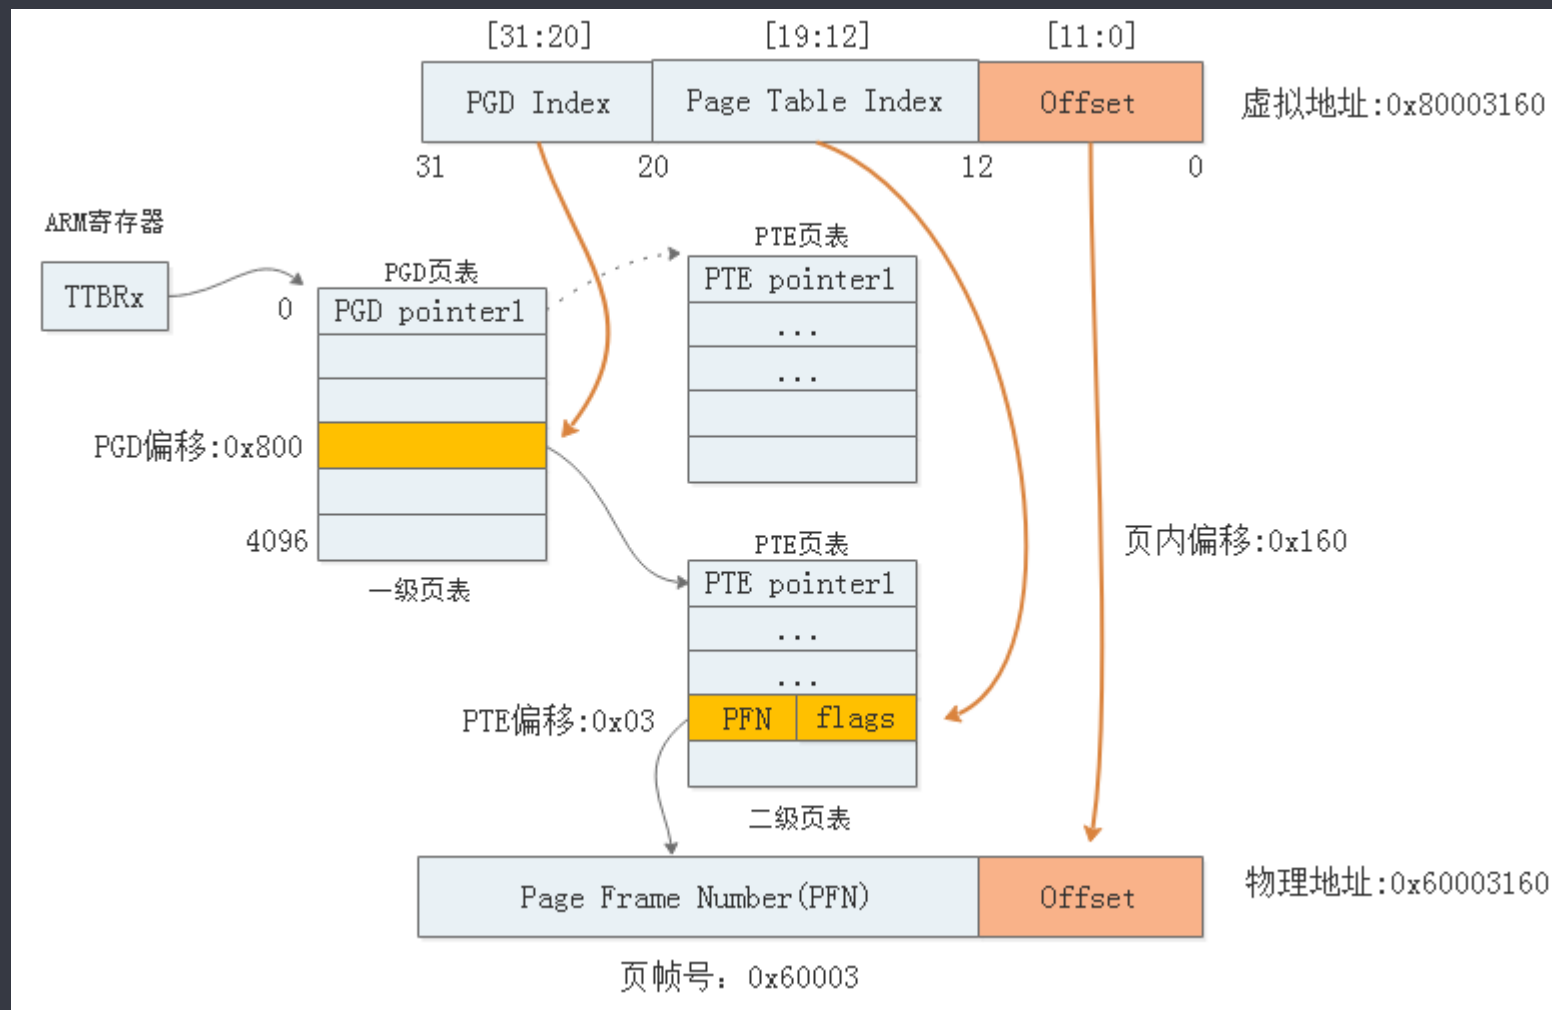 [31:20] [19:12] [11:0]
PGD Index Page Table Index Offset 虚拟地址:0x80003160
31 20 12 0
ARM寄存器
TTBRx
PGD页表
0 PGD pointer1
PGD偏移:0x800
4096
一级页表
PTE页表
PTE pointer1
...
...
PTE页表
PTE pointer1
...
...
PTE偏移:0x03 PFN flags
二级页表
页内偏移:0x160
Page Frame Number(PFN) Offset 物理地址:0x60003160
页帧号：0x60003